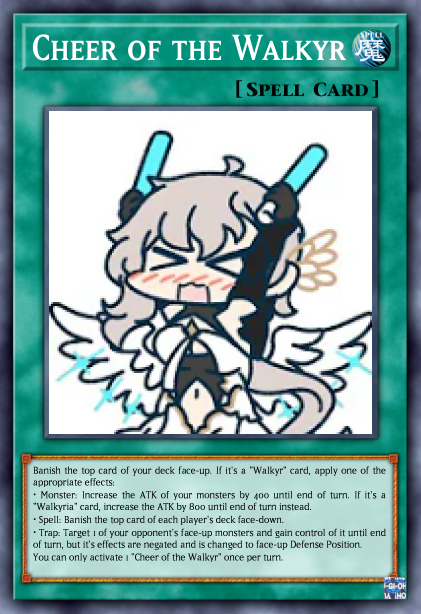 Cheer of the Walkyr
SPELL
魔
[Spell Card]
Banish the top card of your deck face-up. If it's a "Walkyr" card, apply one of the
appropriate effects:
• Monster: Increase the ATK of your monsters by 400 until end of turn. If it's a
"Walkyria" card, increase the ATK by 800 until end of turn instead.
• Spell: Banish the top card of each player's deck face-down.
• Trap: Target 1 of your opponent's face-up monsters and gain control of it until end
of turn, but it's effects are negated and is changed to face-up Defense Position.
You can only activate 1 "Cheer of the Walkyr" once per turn.